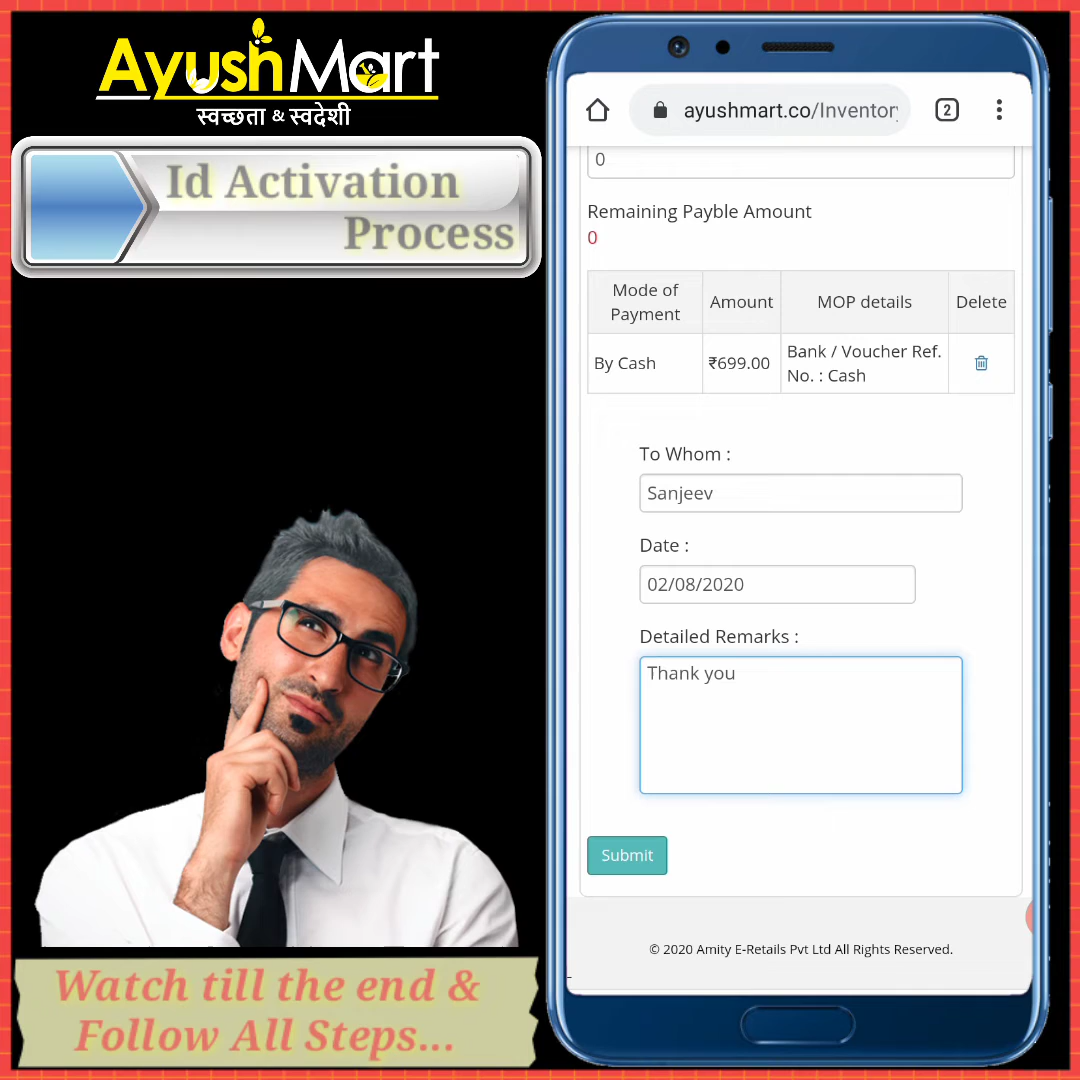 AyushMart
स्वच्छता & स्वदेशी
Id Activation
Process
Watch till the end &
Follow All Steps...
ayushmart.co/Inventory
2
0
Remaining Payble Amount
0
Mode of Payment Amount MOP details Delete
By Cash ₹699.00 Bank / Voucher Ref. No. : Cash
To Whom :
Sanjeev
Date :
02/08/2020
Detailed Remarks :
Thank you
Submit
© 2020 Amity E-Retails Pvt Ltd All Rights Reserved.